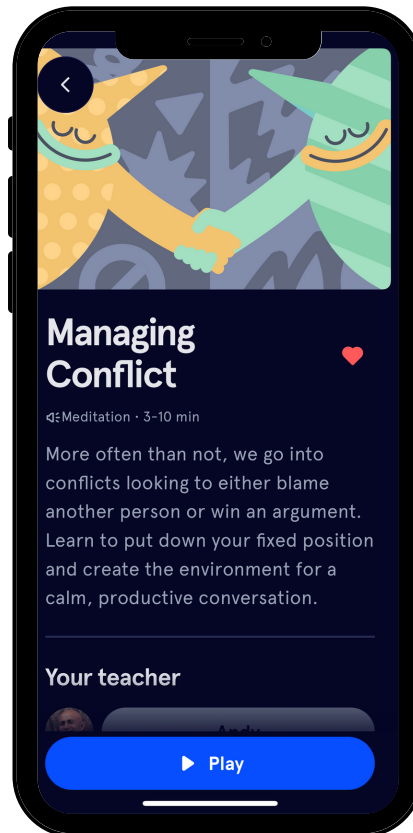 Managing
Conflict
Meditation · 3-10 min
More often than not, we go into
conflicts looking to either blame
another person or win an argument.
Learn to put down your fixed position
and create the environment for a
calm, productive conversation.
Your teacher
Andy
Play